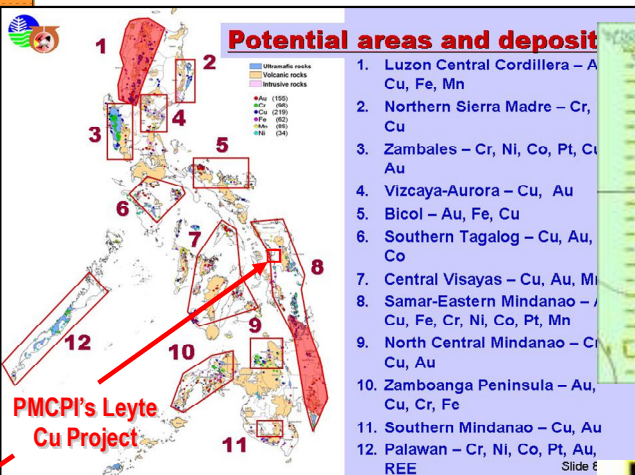 Potential areas and deposit
1
2
3
4
5
6
7
8
9
10
11
12
Ultramafic rocks
Volcanic rocks
Intrusive rocks
Au (155)
Cr (98)
Cu (219)
Fe (62)
Mn (86)
Ni (34)
PMCPI's Leyte
Cu Project
1. Luzon Central Cordillera – A
Cu, Fe, Mn
2. Northern Sierra Madre – Cr,
Cu
3. Zambales – Cr, Ni, Co, Pt, Cu
Au
4. Vizcaya-Aurora – Cu, Au
5. Bicol – Au, Fe, Cu
6. Southern Tagalog – Cu, Au,
Co
7. Central Visayas – Cu, Au, Mn
8. Samar-Eastern Mindanao –
Cu, Fe, Cr, Ni, Co, Pt, Mn
9. North Central Mindanao – Cr
Cu, Au
10. Zamboanga Peninsula – Au,
Cu, Cr, Fe
11. Southern Mindanao – Cu, Au
12. Palawan – Cr, Ni, Co, Pt, Au,
REE
Slide 8